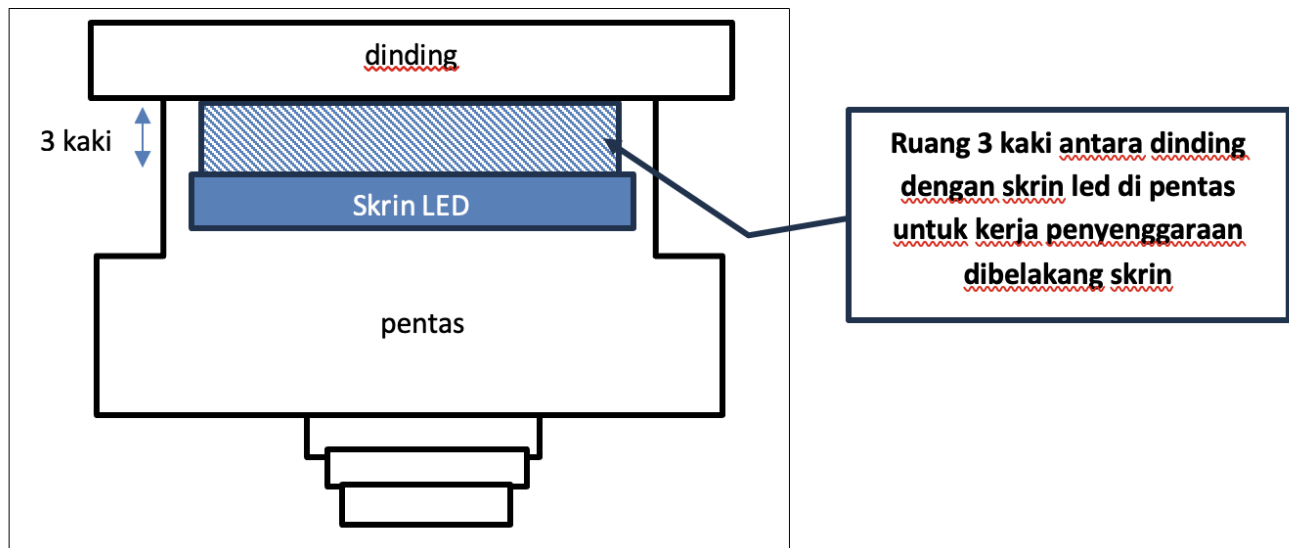 dinding
3 kaki
Skrin LED
pentas
Ruang 3 kaki antara dinding
dengan skrin led di pentas
untuk kerja penyenggaraan
dibelakang skrin